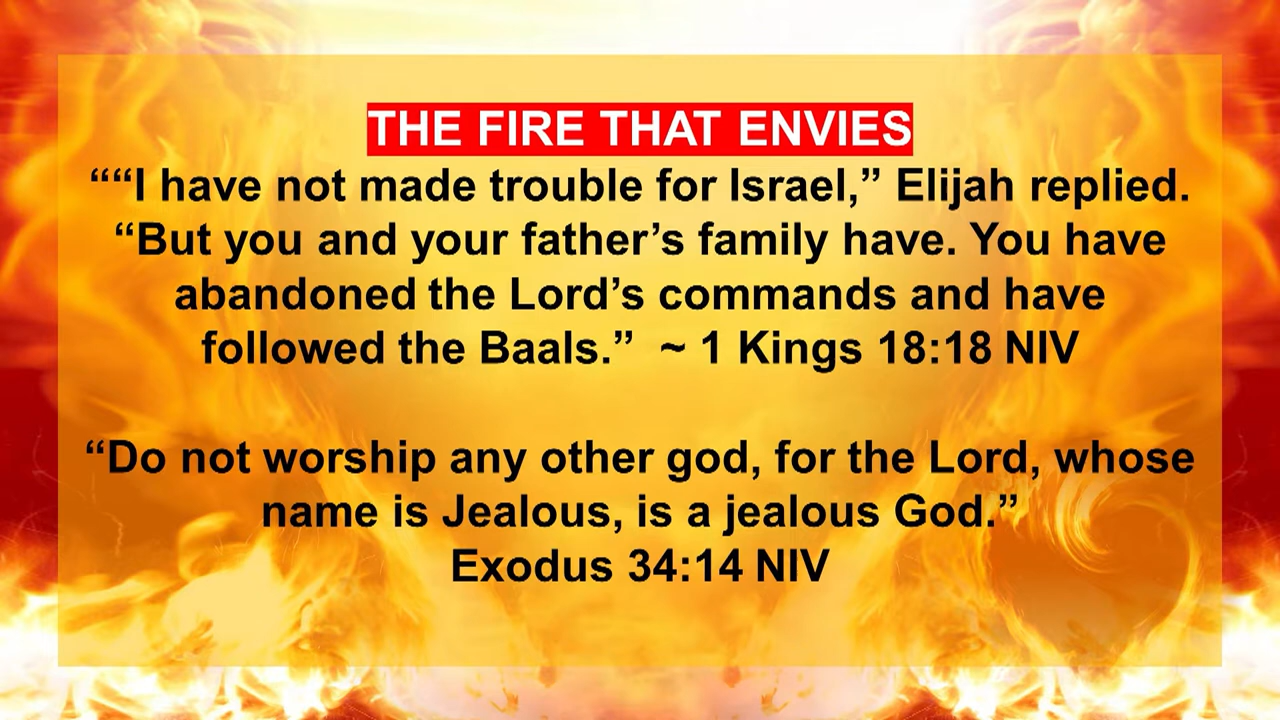 THE FIRE THAT ENVIES
““I have not made trouble for Israel,” Elijah replied.
“But you and your father’s family have. You have
abandoned the Lord’s commands and have
followed the Baals.”  ~ 1 Kings 18:18 NIV
“Do not worship any other god, for the Lord, whose
name is Jealous, is a jealous God.”
Exodus 34:14 NIV